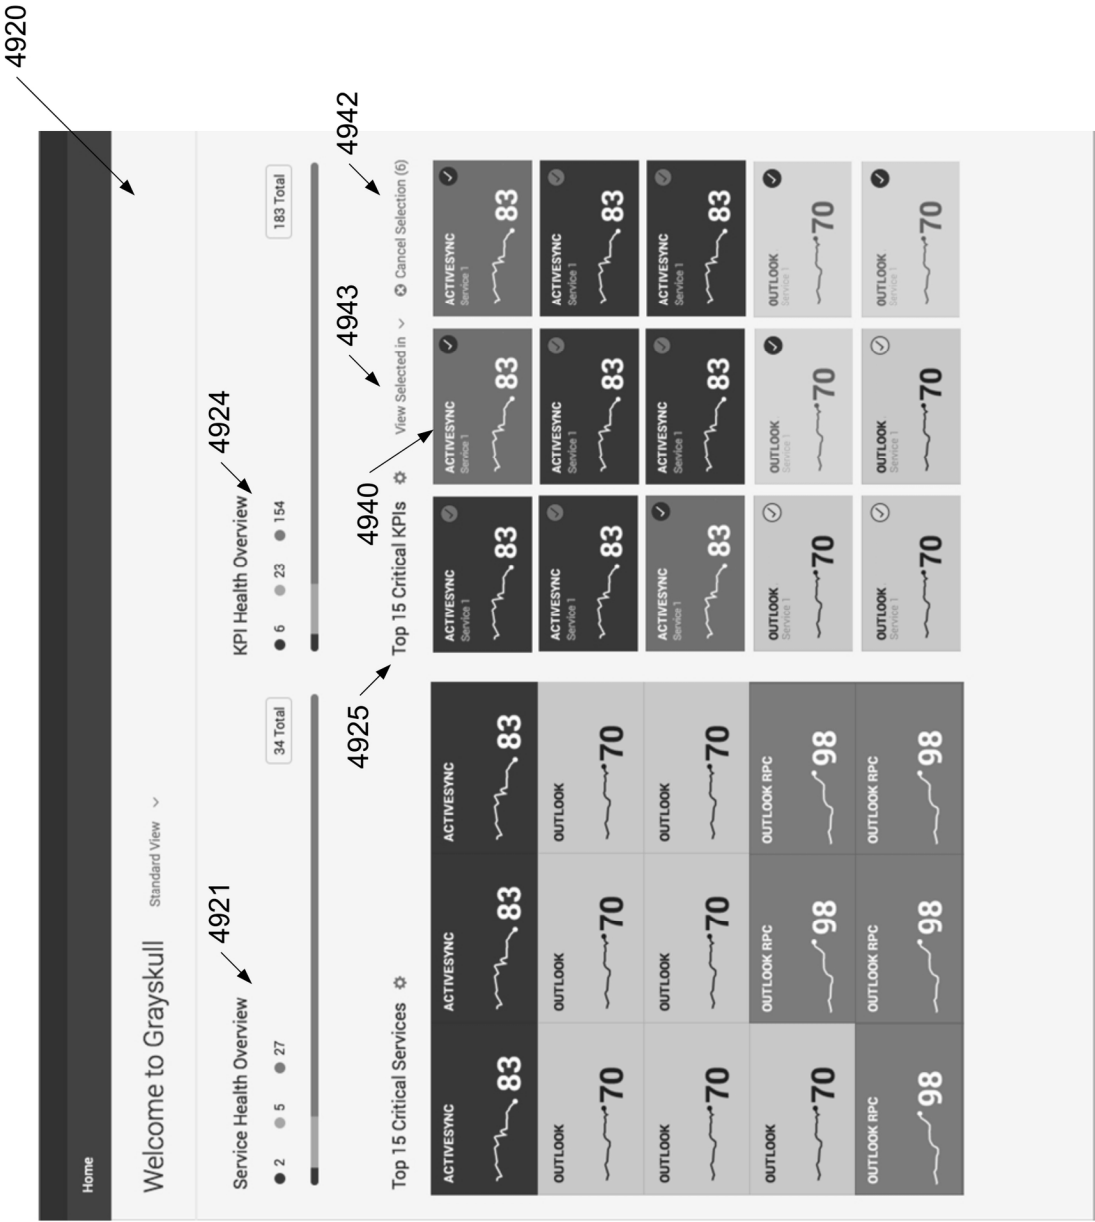 4920
Home
Welcome to Grayskull
Standard View
4921
4924
Service Health Overview
2 5 27
34 Total
KPI Health Overview
6 23 154
183 Total
4925
4940
4943
4942
Top 15 Critical Services
ACTIVESYNC 83
ACTIVESYNC 83
ACTIVESYNC 83
OUTLOOK 70
OUTLOOK 70
OUTLOOK 70
OUTLOOK 70
OUTLOOK 70
OUTLOOK 70
OUTLOOK 70
OUTLOOK RPC 98
OUTLOOK RPC 98
OUTLOOK RPC 98
OUTLOOK RPC 98
OUTLOOK RPC 98
Top 15 Critical KPIs
View Selected in
Cancel Selection (6)
ACTIVESYNC Service 1 83
ACTIVESYNC Service 1 83
ACTIVESYNC Service 1 83
ACTIVESYNC Service 1 83
ACTIVESYNC Service 1 83
ACTIVESYNC Service 1 83
ACTIVESYNC Service 1 83
ACTIVESYNC Service 1 83
ACTIVESYNC Service 1 83
OUTLOOK Service 1 70
OUTLOOK Service 1 70
OUTLOOK Service 1 70
OUTLOOK Service 1 70
OUTLOOK Service 1 70
OUTLOOK Service 1 70